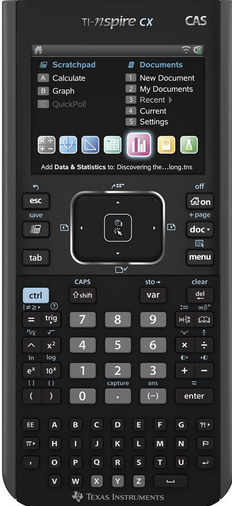 TI-nspire CX CAS
Scratchpad
A Calculate
B Graph
C QuickPoll
Documents
1 New Document
2 My Documents
3 Recent
4 Current
5 Settings
Add Data & Statistics to: Discovering the...long.tns
off
esc on
save + page
doc
tab menu
CAPS sto→ clear
ctrl ⇧shift var del
= trig 7 8 9
^ x² 4 5 6 × ÷
ln log
eˣ 10ˣ 1 2 3 + −
capture ans
( ) 0 . (−) enter
EE A B C D E F G ?!
π H I J K L M N
, O P Q R S T U
V W X Y Z
TEXAS INSTRUMENTS